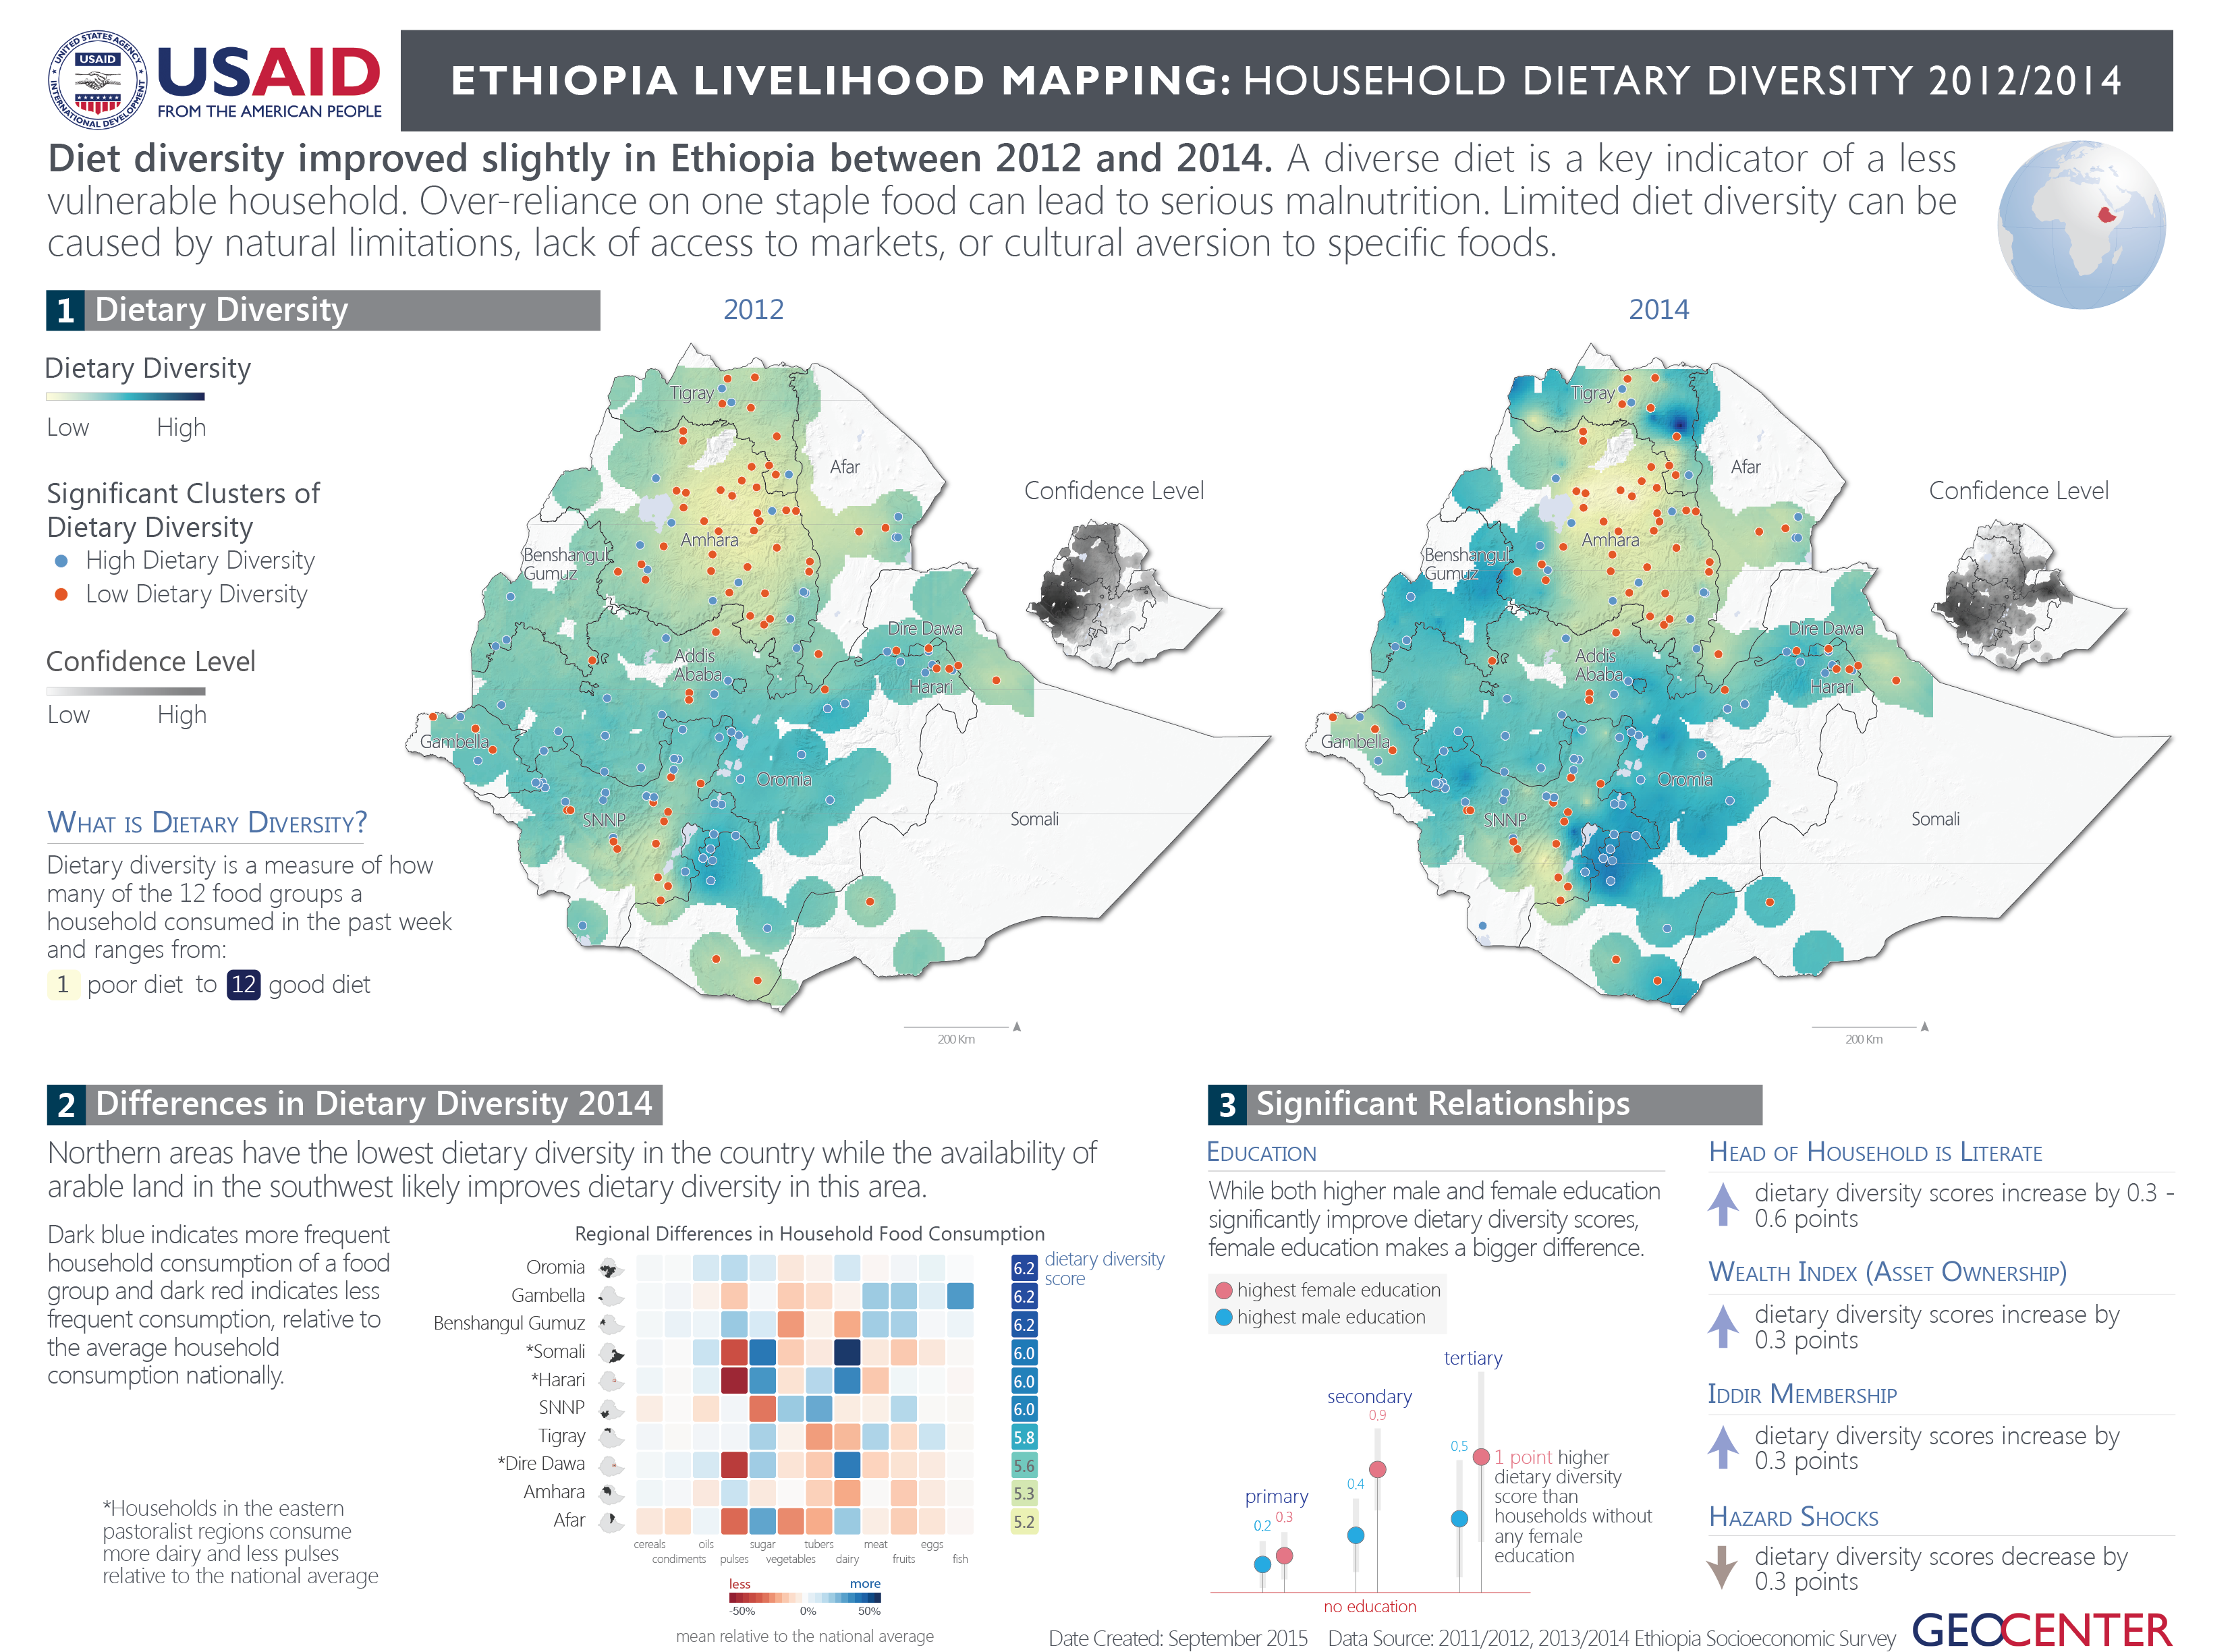 UNITED STATES AGENCY
USAID
INTERNATIONAL DEVELOPMENT
USAID
FROM THE AMERICAN PEOPLE
ETHIOPIA LIVELIHOOD MAPPING: HOUSEHOLD DIETARY DIVERSITY 2012/2014
Diet diversity improved slightly in Ethiopia between 2012 and 2014. A diverse diet is a key indicator of a less
vulnerable household. Over-reliance on one staple food can lead to serious malnutrition. Limited diet diversity can be
caused by natural limitations, lack of access to markets, or cultural aversion to specific foods.
1 Dietary Diversity
Dietary Diversity
Low High
Significant Clusters of
Dietary Diversity
High Dietary Diversity
Low Dietary Diversity
Confidence Level
Low High
WHAT IS DIETARY DIVERSITY?
Dietary diversity is a measure of how
many of the 12 food groups a
household consumed in the past week
and ranges from:
1 poor diet to 12 good diet
2012
Tigray
Afar
Amhara
Benshangul
Gumuz
Dire Dawa
Addis
Ababa
Harari
Gambella
Oromia
SNNP
Somali
Confidence Level
200 Km
2014
Tigray
Afar
Amhara
Benshangul
Gumuz
Dire Dawa
Addis
Ababa
Harari
Gambella
Oromia
SNNP
Somali
Confidence Level
200 Km
2 Differences in Dietary Diversity 2014
Northern areas have the lowest dietary diversity in the country while the availability of
arable land in the southwest likely improves dietary diversity in this area.
Dark blue indicates more frequent
household consumption of a food
group and dark red indicates less
frequent consumption, relative to
the average household
consumption nationally.
*Households in the eastern
pastoralist regions consume
more dairy and less pulses
relative to the national average
Regional Differences in Household Food Consumption
dietary diversity
score
Oromia 6.2
Gambella 6.2
Benshangul Gumuz 6.2
*Somali 6.0
*Harari 6.0
SNNP 6.0
Tigray 5.8
*Dire Dawa 5.6
Amhara 5.3
Afar 5.2
cereals oils sugar tubers meat eggs
condiments pulses vegetables dairy fruits fish
less more
-50% 0% 50%
mean relative to the national average
3 Significant Relationships
EDUCATION
While both higher male and female education
significantly improve dietary diversity scores,
female education makes a bigger difference.
highest female education
highest male education
primary
0.2 0.3
secondary
0.4 0.9
tertiary
0.5
1 point higher
dietary diversity
score than
households without
any female
education
no education
HEAD OF HOUSEHOLD IS LITERATE
dietary diversity scores increase by 0.3 -
0.6 points
WEALTH INDEX (ASSET OWNERSHIP)
dietary diversity scores increase by
0.3 points
IDDIR MEMBERSHIP
dietary diversity scores increase by
0.3 points
HAZARD SHOCKS
dietary diversity scores decrease by
0.3 points
Date Created: September 2015 Data Source: 2011/2012, 2013/2014 Ethiopia Socioeconomic Survey
GEOCENTER